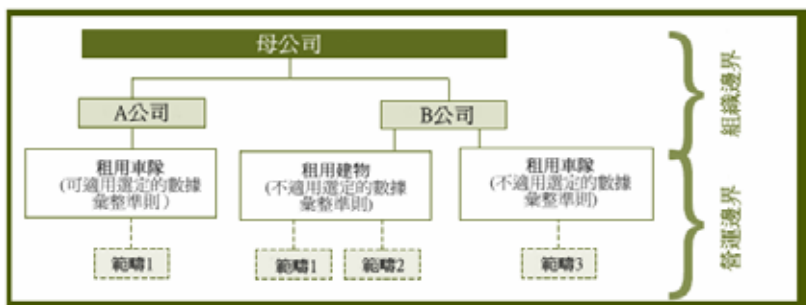 母公司
A公司
B公司
組織邊界
租用車隊
(可適用選定的數據
彙整準則)
租用建物
(不適用選定的數據
彙整準則)
租用車隊
(不適用選定的數據
彙整準則)
營運邊界
範疇1
範疇1
範疇2
範疇3